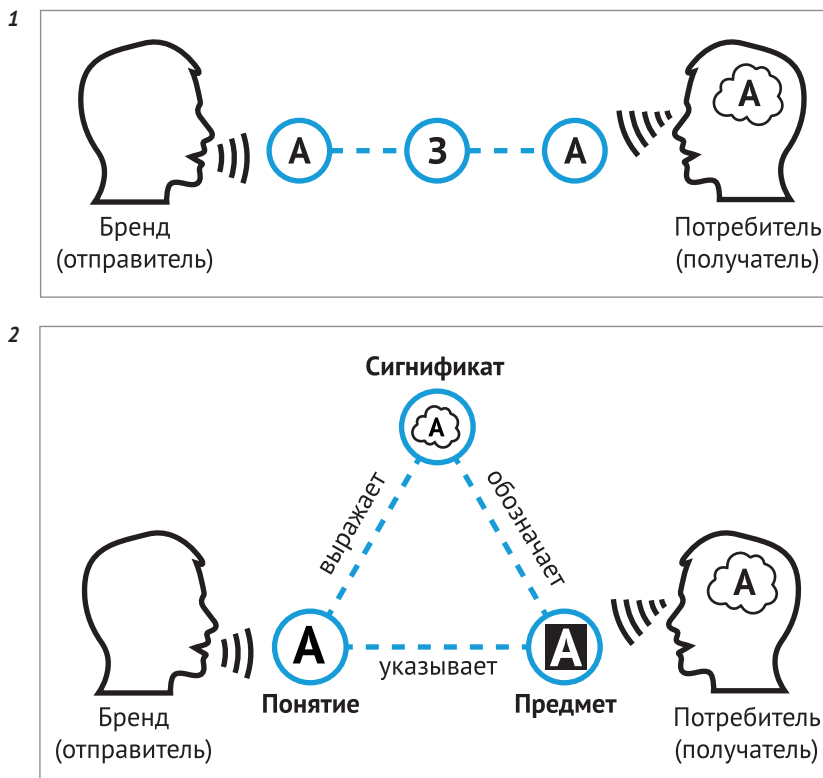 1
А
А
З
А
Бренд
(отправитель)
Потребитель
(получатель)
2
Сигнификат
А
выражает
обозначает
А
А
А
указывает
Понятие
Предмет
Бренд
(отправитель)
Потребитель
(получатель)